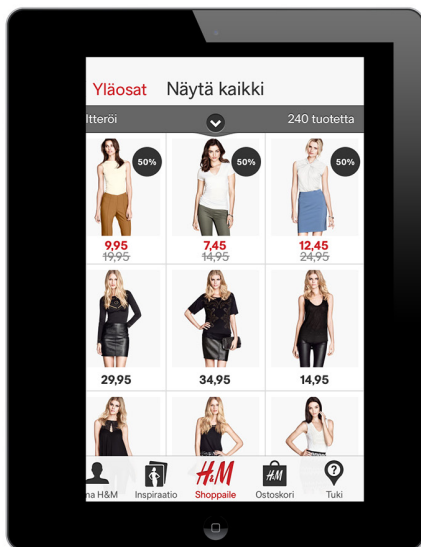 Yläosat Näytä kaikki
ltteröi 240 tuotetta
50% 50% 50%
9,95 7,45 12,45
19,95 14,95 24,95
29,95 34,95 14,95
na H&M Inspiraatio H&M Shoppaile H&M Ostoskori Tuki